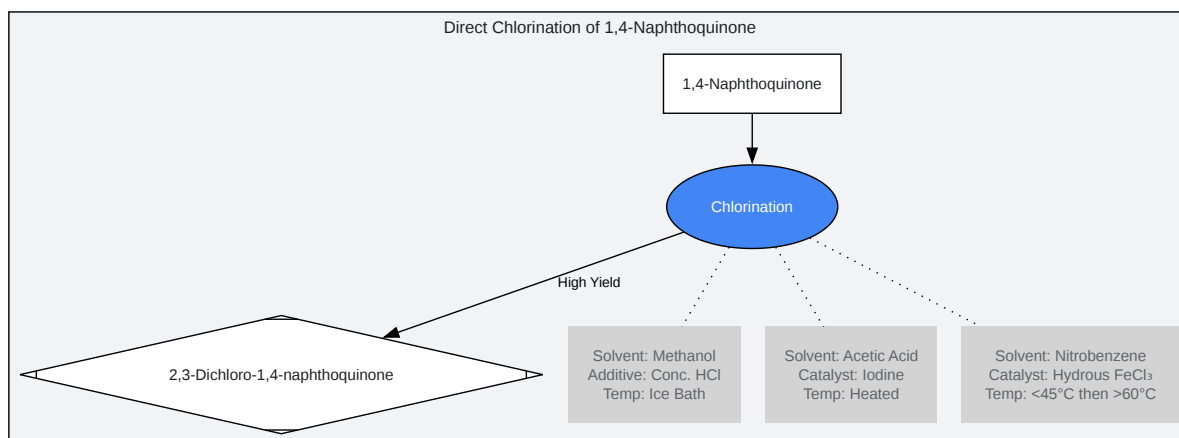 Direct Chlorination of 1,4-Naphthoquinone
1,4-Naphthoquinone
Chlorination
High Yield
2,3-Dichloro-1,4-naphthoquinone
Solvent: Methanol
Additive: Conc. HCl
Temp: Ice Bath
Solvent: Acetic Acid
Catalyst: Iodine
Temp: Heated
Solvent: Nitrobenzene
Catalyst: Hydrous FeCl₃
Temp: <45°C then >60°C